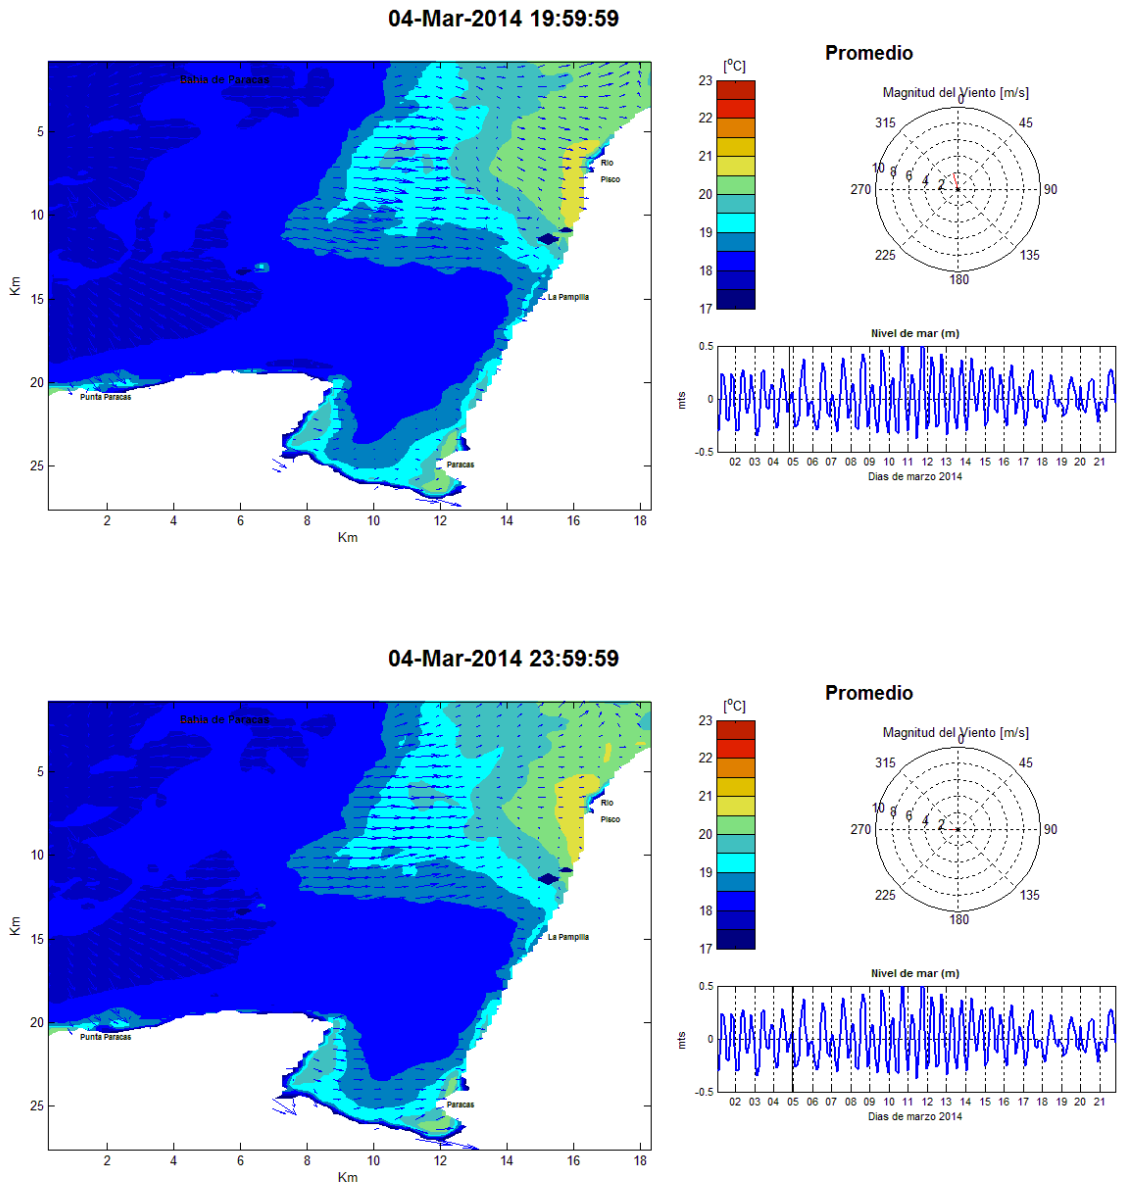 04-Mar-2014 19:59:59
Bahia de Paracas
Rio
Pisco
La Pampilla
Punta Paracas
Paracas
5
10
15
20
25
Km
2 4 6 8 10 12 14 16 18
Km
[°C]
23
22
21
20
19
18
17
Promedio
Magnitud del Viento [m/s]
0
315 45
10 8 6 4 2
270 90
225 135
180
Nivel de mar (m)
0.5
0
-0.5
mts
02 03 04 05 06 07 08 09 10 11 12 13 14 15 16 17 18 19 20 21
Dias de marzo 2014
04-Mar-2014 23:59:59
Bahia de Paracas
Rio
Pisco
La Pampilla
Punta Paracas
Paracas
5
10
15
20
25
Km
2 4 6 8 10 12 14 16 18
Km
[°C]
23
22
21
20
19
18
17
Promedio
Magnitud del Viento [m/s]
0
315 45
10 8 6 4 2
270 90
225 135
180
Nivel de mar (m)
0.5
0
-0.5
mts
02 03 04 05 06 07 08 09 10 11 12 13 14 15 16 17 18 19 20 21
Dias de marzo 2014